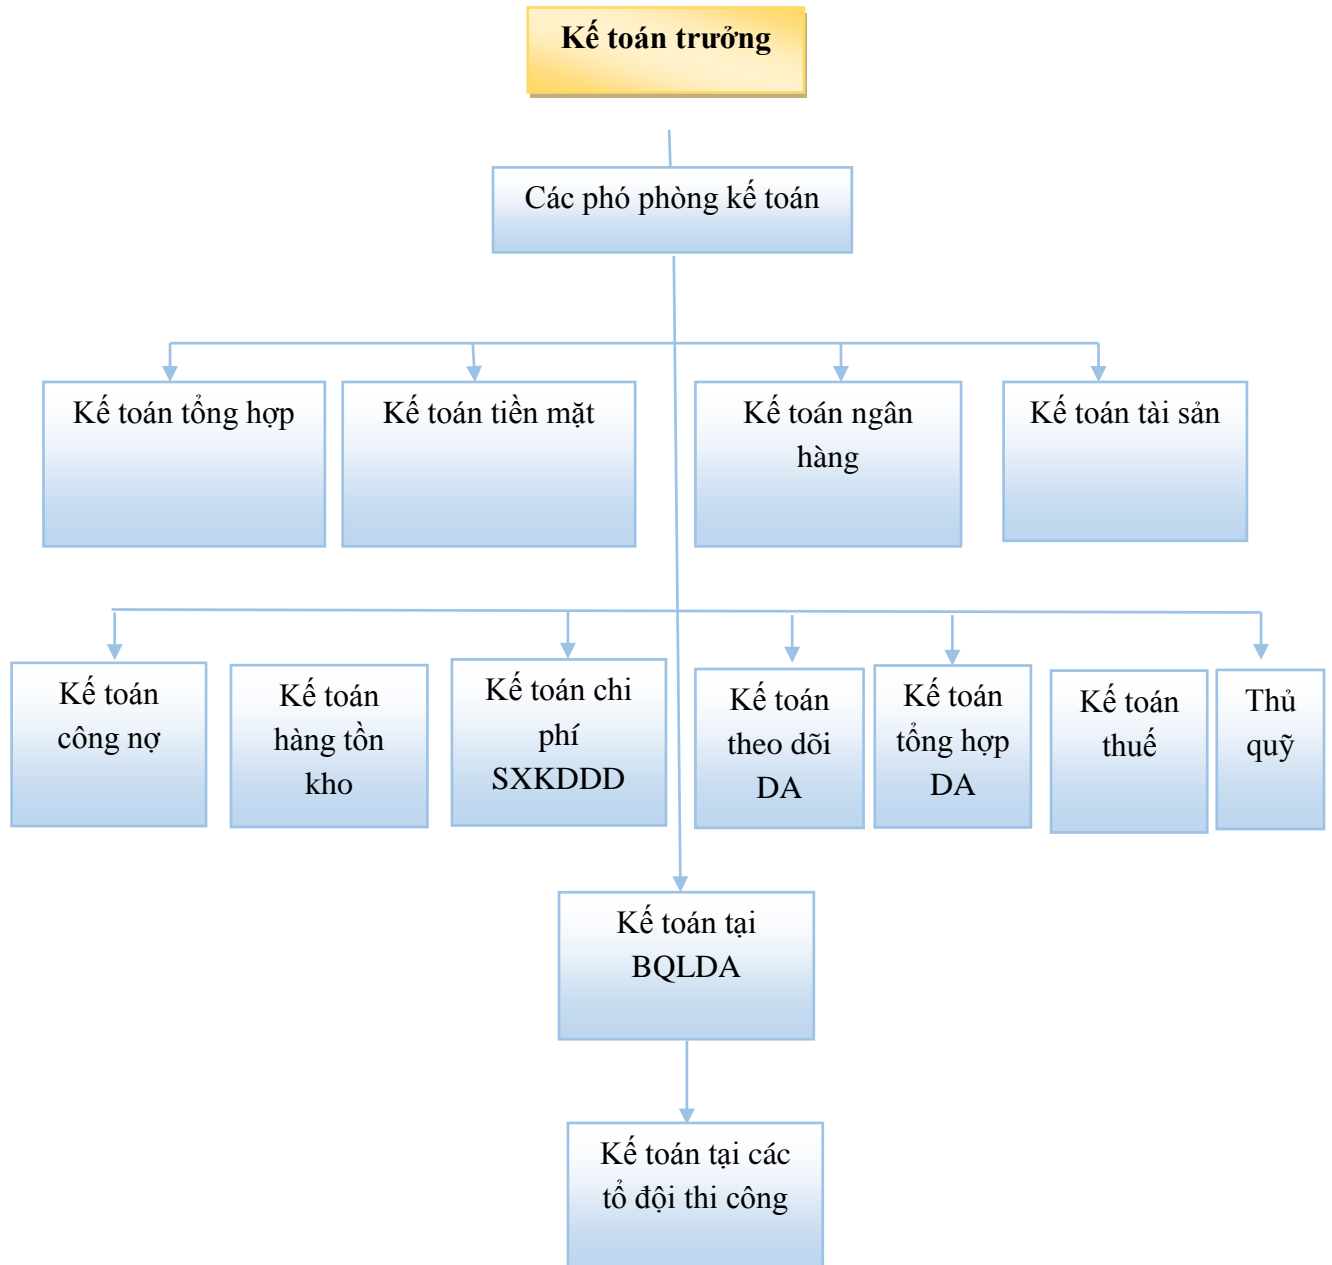 Kế toán trưởng
Các phó phòng kế toán
Kế toán tổng hợp
Kế toán tiền mặt
Kế toán ngân
hàng
Kế toán tài sản
Kế toán
công nợ
Kế toán
hàng tồn
kho
Kế toán chi
phí
SXKDDD
Kế toán
theo dõi
DA
Kế toán
tổng hợp
DA
Kế toán
thuế
Thủ
quỹ
Kế toán tại
BQLDA
Kế toán tại các
tổ đội thi công